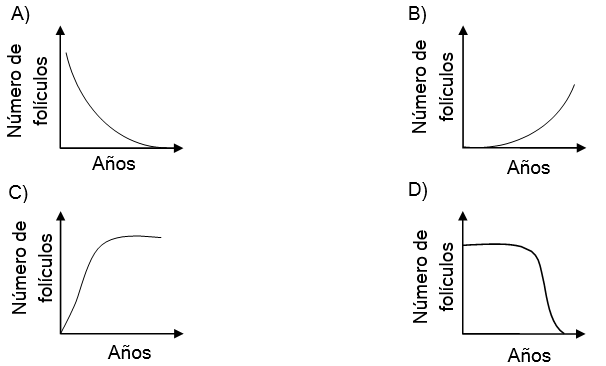 A)
Número de
folículos
Años
B)
Número de
folículos
Años
C)
Número de
folículos
Años
D)
Número de
folículos
Años